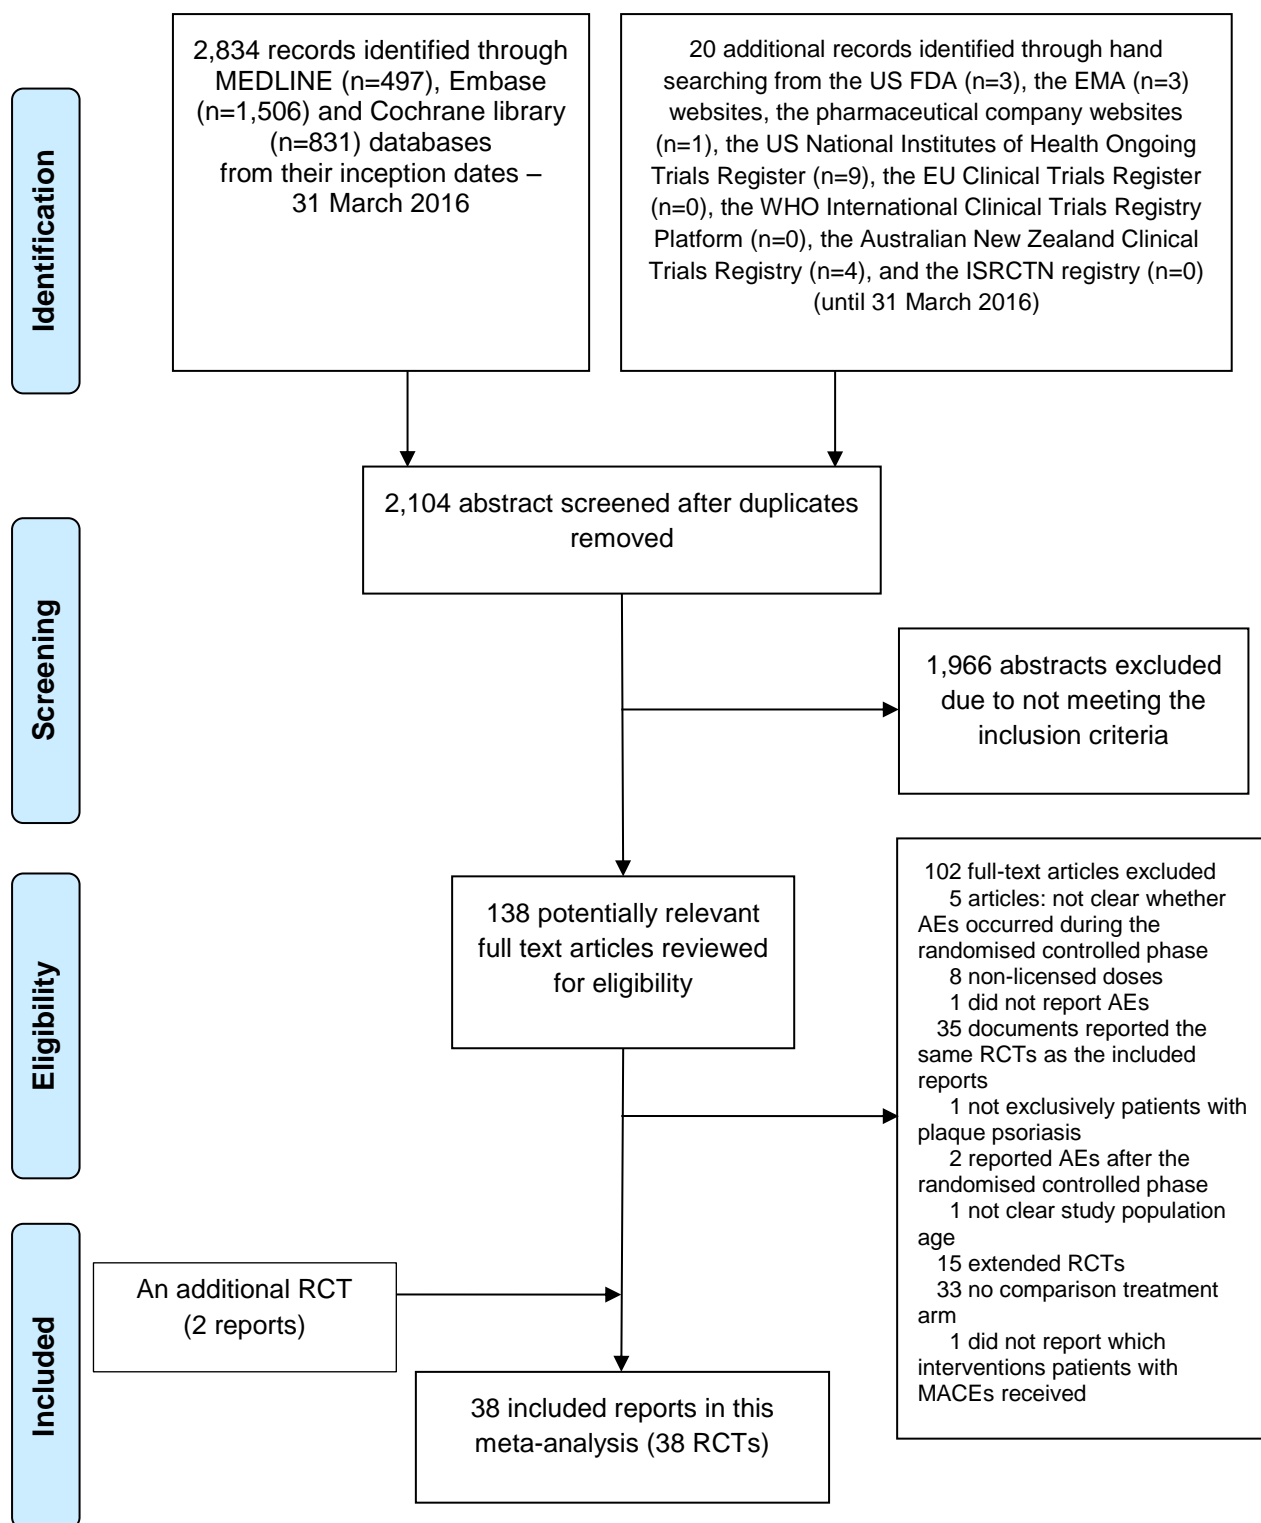 2,834 records identified through
MEDLINE (n=497), Embase
(n=1,506) and Cochrane library
(n=831) databases
from their inception dates –
31 March 2016
20 additional records identified through hand
searching from the US FDA (n=3), the EMA (n=3)
websites, the pharmaceutical company websites
(n=1), the US National Institutes of Health Ongoing
Trials Register (n=9), the EU Clinical Trials Register
(n=0), the WHO International Clinical Trials Registry
Platform (n=0), the Australian New Zealand Clinical
Trials Registry (n=4), and the ISRCTN registry (n=0)
(until 31 March 2016)
Identification
2,104 abstract screened after duplicates
removed
Screening
1,966 abstracts excluded
due to not meeting the
inclusion criteria
Eligibility
138 potentially relevant
full text articles reviewed
for eligibility
102 full-text articles excluded
5 articles: not clear whether
AEs occurred during the
randomised controlled phase
8 non-licensed doses
1 did not report AEs
35 documents reported the
same RCTs as the included
reports
1 not exclusively patients with
plaque psoriasis
2 reported AEs after the
randomised controlled phase
1 not clear study population
age
15 extended RCTs
33 no comparison treatment
arm
1 did not report which
interventions patients with
MACEs received
Included
An additional RCT
(2 reports)
38 included reports in this
meta-analysis (38 RCTs)